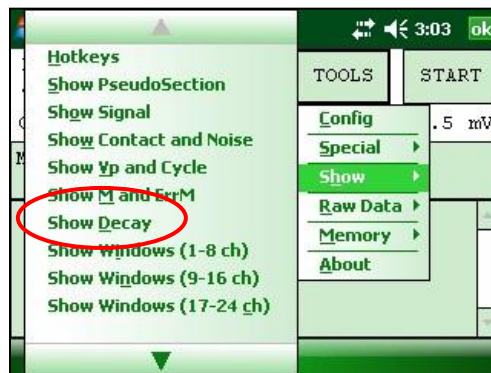 3:03 ok
TOOLS START
.5 mV
Hotkeys
Show PseudoSection
Show Signal
Show Contact and Noise
Show Vp and Cycle
Show M and ErrM
Show Decay
Show Windows (1-8 ch)
Show Windows (9-16 ch)
Show Windows (17-24 ch)
Config
Special
Show
Raw Data
Memory
About